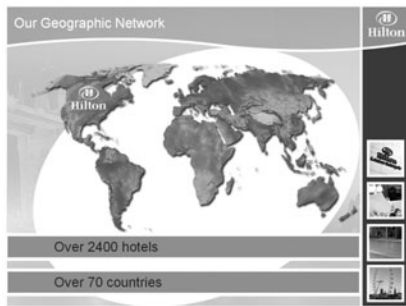 Our Geographic Network
Hilton
Hilton
Over 2400 hotels
Over 70 countries